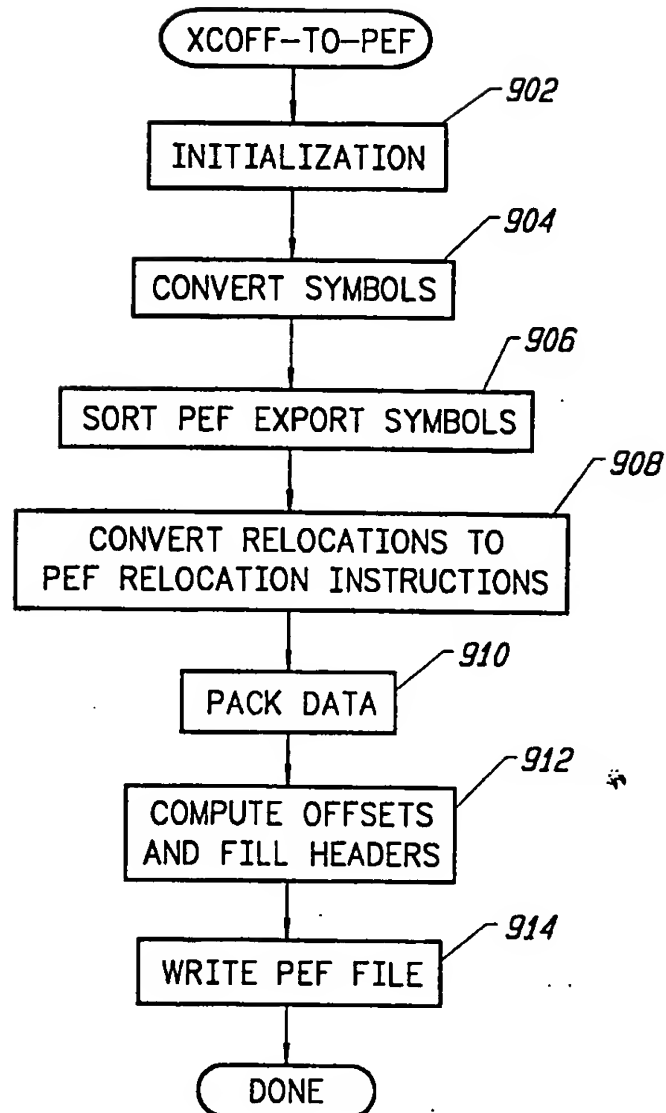 XCOFF-TO-PEF
902
INITIALIZATION
904
CONVERT SYMBOLS
906
SORT PEF EXPORT SYMBOLS
908
CONVERT RELOCATIONS TO
PEF RELOCATION INSTRUCTIONS
910
PACK DATA
912
COMPUTE OFFSETS
AND FILL HEADERS
914
WRITE PEF FILE
DONE